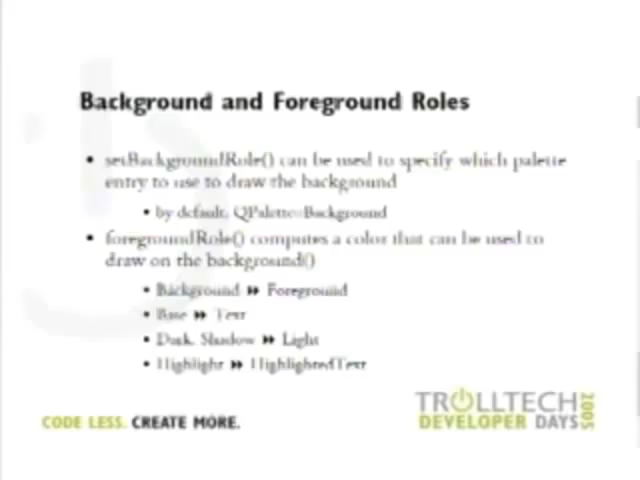 Background and Foreground Roles
• setBackgroundRole() can be used to specify which palette
entry to use to draw the background
• by default, QPalette::Background
• foregroundRole() computes a color that can be used to
draw on the background()
• Background ▸▸ Foreground
• Base ▸▸ Text
• Dark, Shadow ▸▸ Light
• Highlight ▸▸ HighlightedText
CODE LESS. CREATE MORE.
TROLLTECH
DEVELOPER DAYS
2005